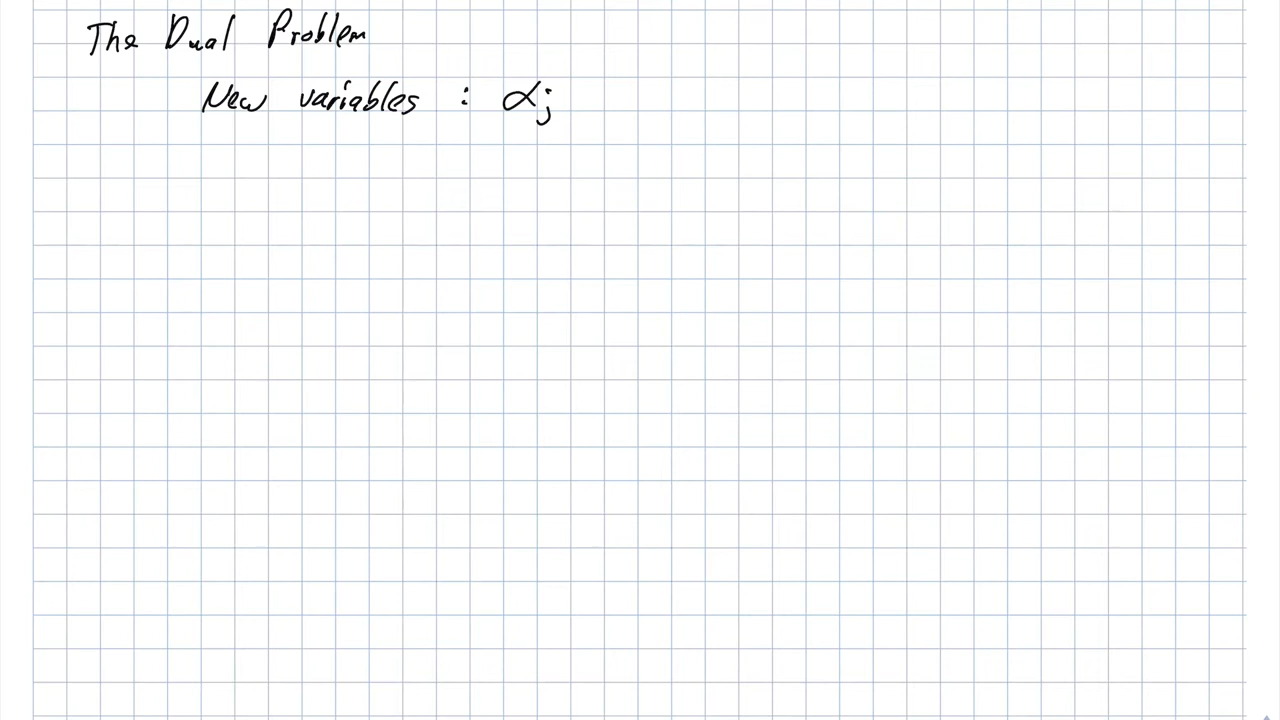 The Dual Problem
New variables : αj